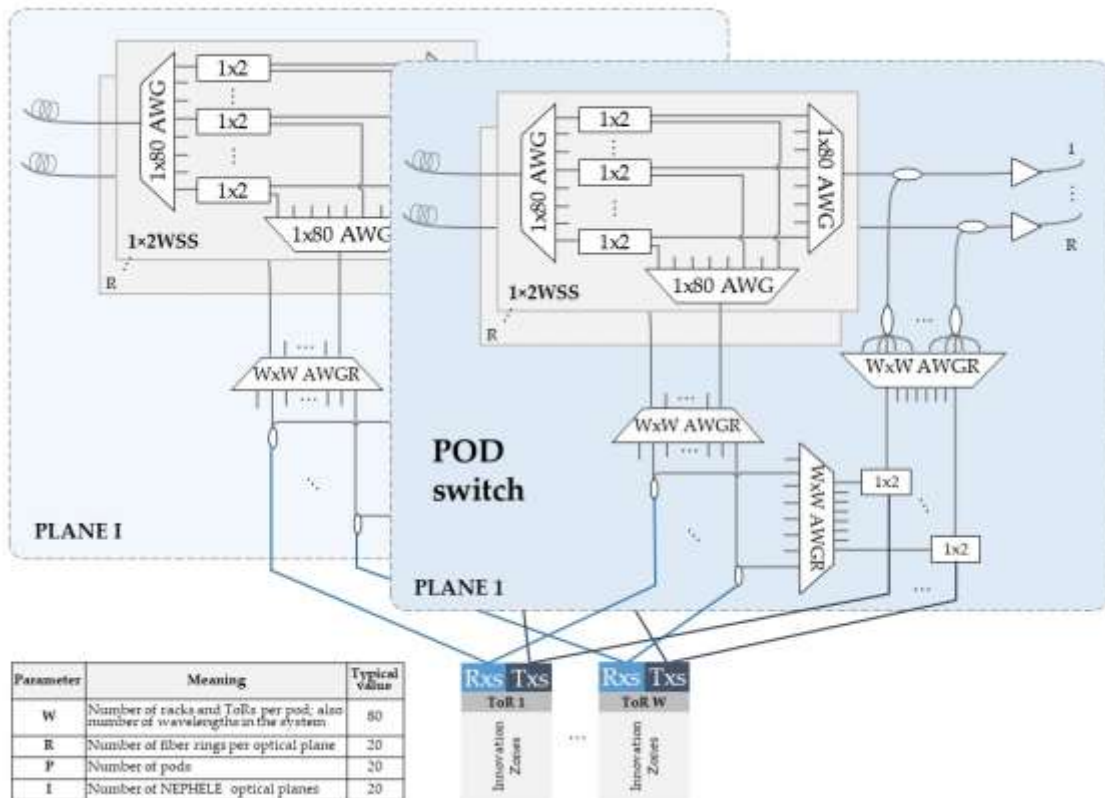 1x80 AWG
1x2
1x2
1x2
1x80 AWG
1×2WSS
R
WxW AWGR
PLANE I
1x80 AWG
1x2
1x2
1x2
1x80 AWG
1x80 AWG
1×2WSS
R
1
R
WxW AWGR
WxW AWGR
WxW AWGR
1x2
1x2
POD
switch
PLANE 1
Rxs Txs
ToR 1
Innovation
Zones
Rxs Txs
ToR W
Innovation
Zones
Parameter Meaning Typical value
W Number of racks and ToRs per pod; also number of wavelengths in the system 80
R Number of fiber rings per optical plane 20
P Number of pods 20
I Number of NEPHELE optical planes 20